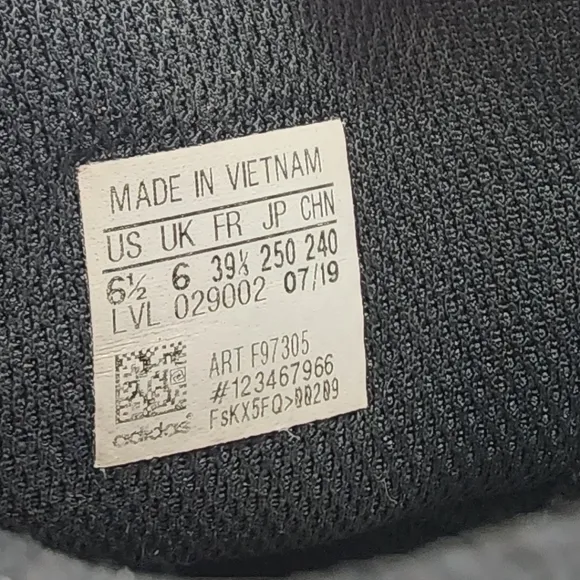 MADE IN VIETNAM
US UK FR JP CHN
6½ 6 39⅓ 250 240
LVL 029002 07/19
ART F97305
#123467966
FsKX5FQ>00209
adidas